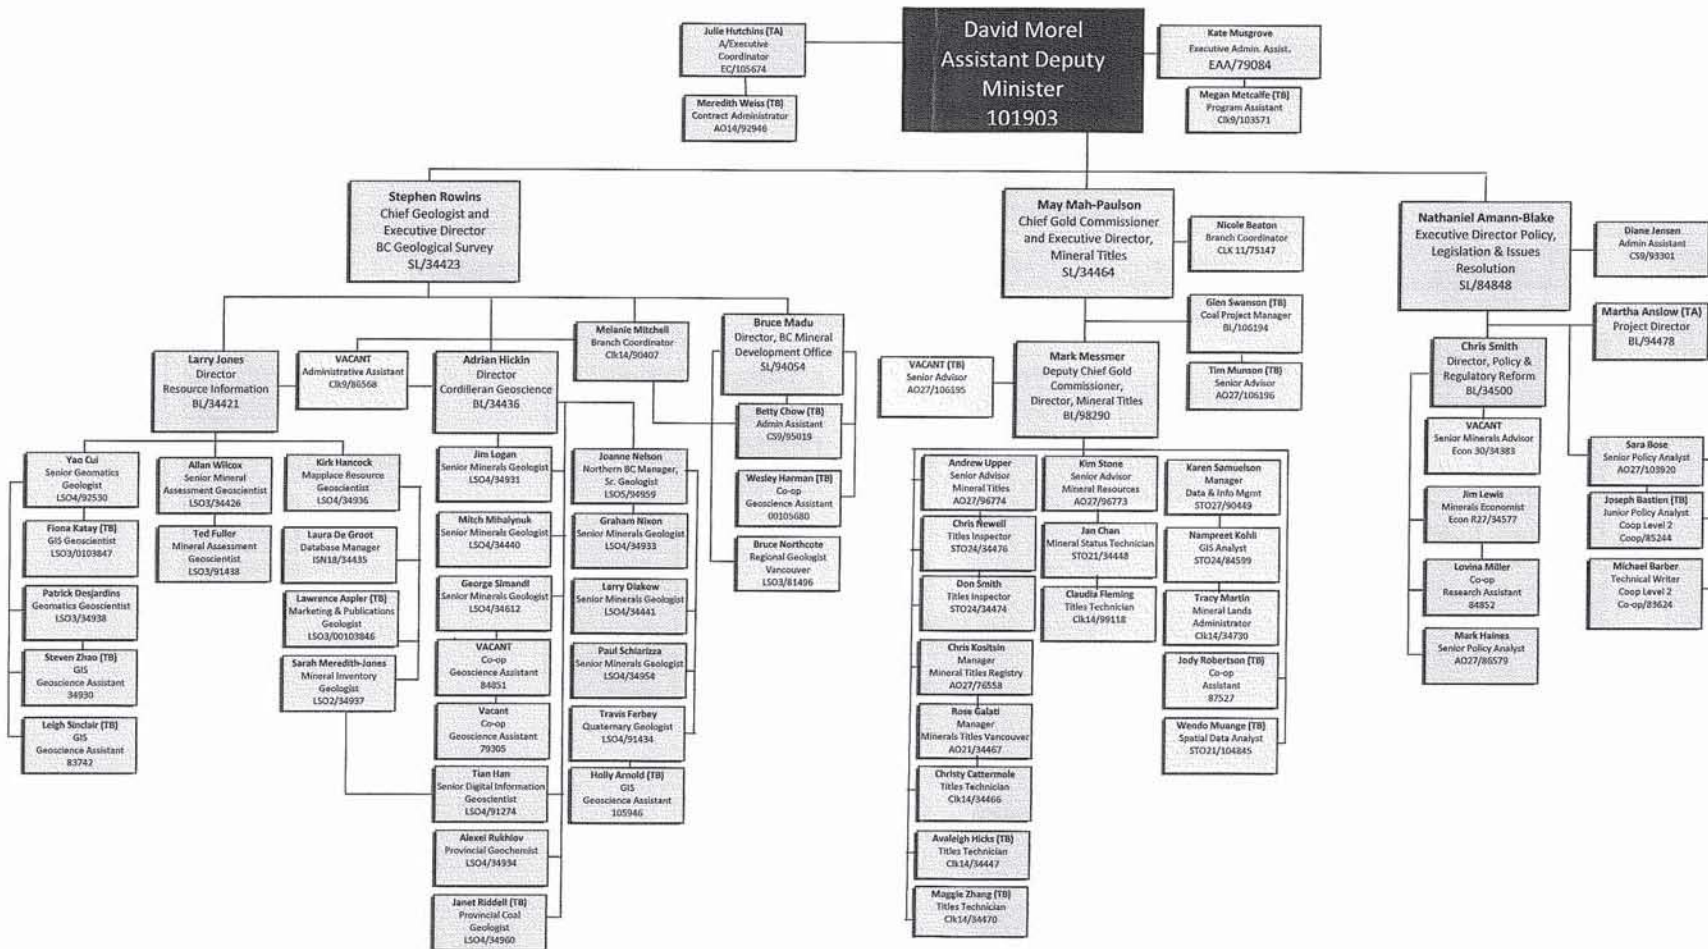 Julie Hutchins (TA)
A/Executive
Coordinator
EC/105674
Meredith Weiss (TB)
Contract Administrator
AO14/92946
David Morel
Assistant Deputy
Minister
101903
Kate Musgrove
Executive Admin. Assist.
EAA/79084
Megan Metcalfe (TB)
Program Assistant
Clk9/103571
Stephen Rowins
Chief Geologist and
Executive Director
BC Geological Survey
SL/34423
May Mah-Paulson
Chief Gold Commissioner
and Executive Director,
Mineral Titles
SL/34464
Nicole Beaton
Branch Coordinator
CLK 11/75147
Nathaniel Amann-Blake
Executive Director Policy,
Legislation & Issues
Resolution
SL/84848
Diane Jensen
Admin Assistant
CS9/93301
Glen Swanson (TB)
Coal Project Manager
BL/106194
Tim Munson (TB)
Senior Advisor
AO27/106196
Martha Anslow (TA)
Project Director
BL/94478
Larry Jones
Director
Resource Information
BL/34421
VACANT
Administrative Assistant
Clk9/86568
Adrian Hickin
Director
Cordilleran Geoscience
BL/34436
Melanie Mitchell
Branch Coordinator
Clk14/90407
Bruce Madu
Director, BC Mineral
Development Office
SL/94054
Betty Chow (TB)
Admin Assistant
CS9/95019
Wesley Harman (TB)
Co-op
Geoscience Assistant
00105680
Bruce Northcote
Regional Geologist
Vancouver
LSO3/81496
VACANT (TB)
Senior Advisor
AO27/106195
Mark Messmer
Deputy Chief Gold
Commissioner,
Director, Mineral Titles
BL/98290
Chris Smith
Director, Policy &
Regulatory Reform
BL/34500
VACANT
Senior Minerals Advisor
Econ 30/34383
Jim Lewis
Minerals Economist
Econ R27/34577
Lovina Miller
Co-op
Research Assistant
84852
Mark Haines
Senior Policy Analyst
AO27/86579
Sara Bose
Senior Policy Analyst
AO27/103920
Joseph Bastien (TB)
Junior Policy Analyst
Coop Level 2
Coop/85244
Michael Barber
Technical Writer
Coop Level 2
Co-op/83624
Yao Cui
Senior Geomatics
Geologist
LSO4/92530
Fiona Katay (TB)
GIS Geoscientist
LSO3/0103847
Patrick Desjardins
Geomatics Geoscientist
LSO3/34938
Steven Zhao (TB)
GIS
Geoscience Assistant
34930
Leigh Sinclair (TB)
GIS
Geoscience Assistant
83742
Allan Wilcox
Senior Mineral
Assessment Geoscientist
LSO3/34426
Ted Fuller
Mineral Assessment
Geoscientist
LSO3/91438
Kirk Hancock
Mapplace Resource
Geoscientist
LSO4/34936
Laura De Groot
Database Manager
ISN18/34435
Lawrence Aspler (TB)
Marketing & Publications
Geologist
LSO3/00103846
Sarah Meredith-Jones
Mineral Inventory
Geologist
LSO2/34937
Jim Logan
Senior Minerals Geologist
LSO4/34931
Mitch Mihalynuk
Senior Minerals Geologist
LSO4/34440
George Simandl
Senior Minerals Geologist
LSO4/34612
VACANT
Co-op
Geoscience Assistant
84851
Vacant
Co-op
Geoscience Assistant
79305
Tian Han
Senior Digital Information
Geoscientist
LSO4/91274
Alexei Rukhlov
Provincial Geochemist
LSO4/34934
Janet Riddell (TB)
Provincial Coal
Geologist
LSO4/34960
Joanne Nelson
Northern BC Manager,
Sr. Geologist
LSO5/94959
Graham Nixon
Senior Minerals Geologist
LSO4/34933
Larry Diakow
Senior Minerals Geologist
LSO4/34441
Paul Schiarizza
Senior Minerals Geologist
LSO4/34954
Travis Ferbey
Quaternary Geologist
LSO4/91434
Holly Arnold (TB)
GIS
Geoscience Assistant
105946
Andrew Upper
Senior Advisor
Mineral Titles
AO27/96774
Chris Newell
Titles Inspector
STO24/34476
Don Smith
Titles Inspector
STO24/34474
Chris Kositsin
Manager
Mineral Titles Registry
AO27/76558
Rose Galati
Manager
Minerals Titles Vancouver
AO21/34467
Christy Cattermole
Titles Technician
Clk14/34466
Avaleigh Hicks (TB)
Titles Technician
Clk14/34447
Maggie Zhang (TB)
Titles Technician
Clk14/34470
Kim Stone
Senior Advisor
Mineral Resources
AO27/96773
Jan Chan
Mineral Status Technician
STO21/34448
Claudia Fleming
Titles Technician
Clk14/99118
Karen Samuelson
Manager
Data & Info Mgmt
STO27/90449
Nampreet Kohli
GIS Analyst
STO24/84599
Tracy Martin
Mineral Lands
Administrator
Clk14/34730
Jody Robertson (TB)
Co-op
Assistant
87527
Wendo Muange (TB)
Spatial Data Analyst
STO21/104845